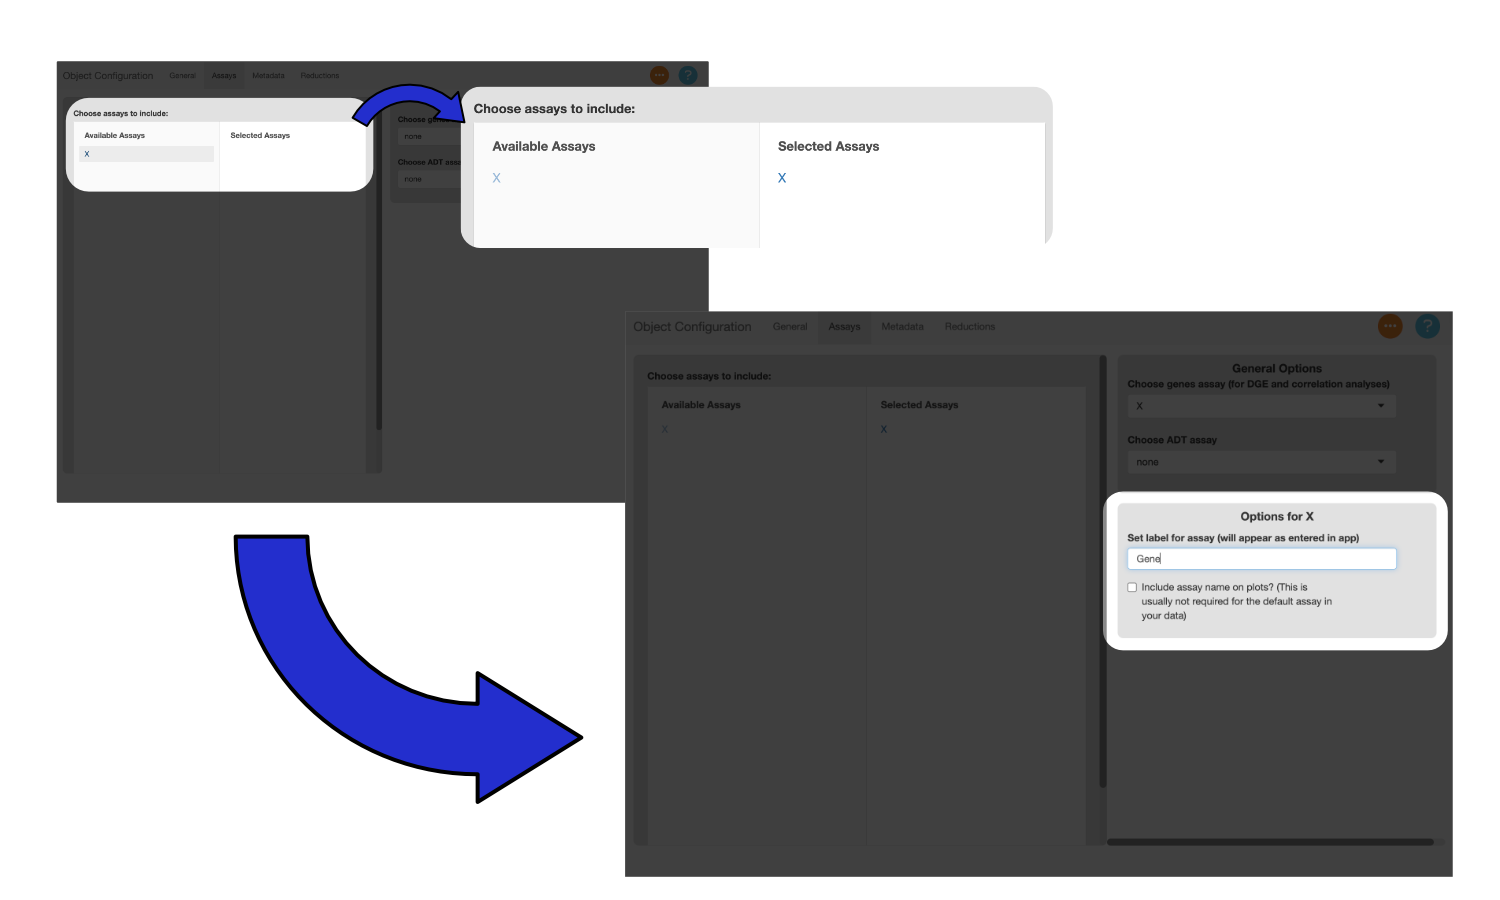 Object Configuration General Assays Metadata Reductions
... ?
Choose assays to include:
Available Assays Selected Assays
X
none
Choose ADT
none
Choose assays to include:
Available Assays Selected Assays
X X
Object Configuration General Assays Metadata Reductions
... ?
Choose assays to include:
Available Assays Selected Assays
X X
General Options
Choose genes assay (for DGE and correlation analyses)
X
Choose ADT assay
none
Options for X
Set label for assay (will appear as entered in app)
Gene
Include assay name on plots? (This is
usually not required for the default assay in
your data)